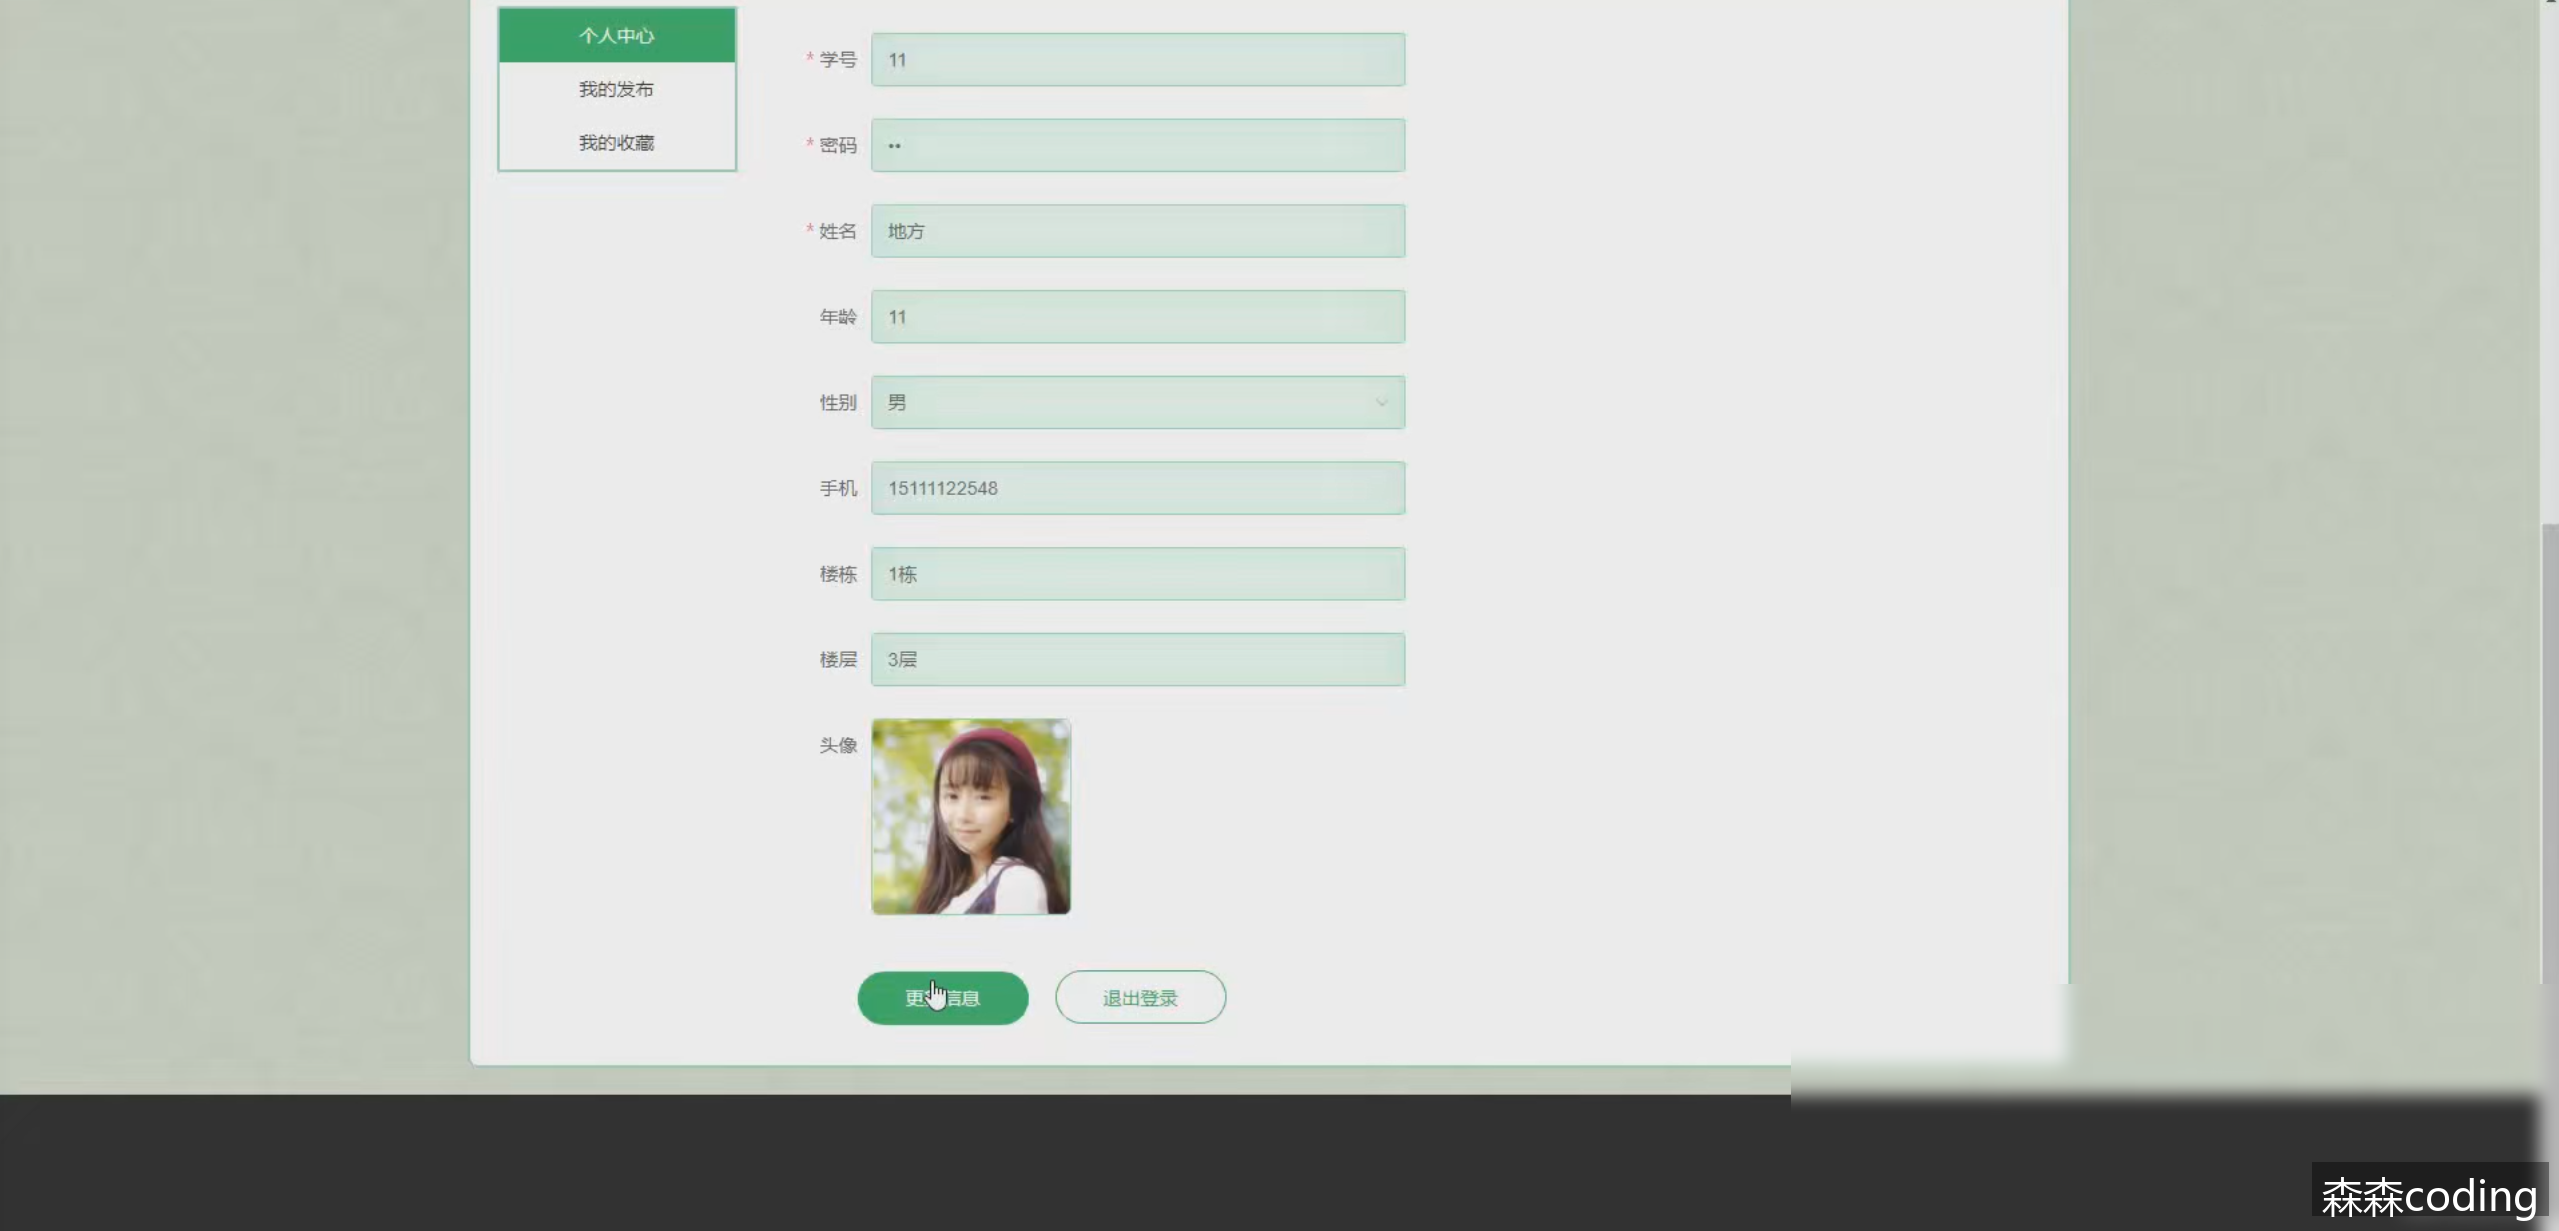 个人中心
我的发布
我的收藏
* 学号 11
* 密码 ••
* 姓名 地方
年龄 11
性别 男
手机 15111122548
楼栋 1栋
楼层 3层
头像
更 信息 退出登录
森森coding